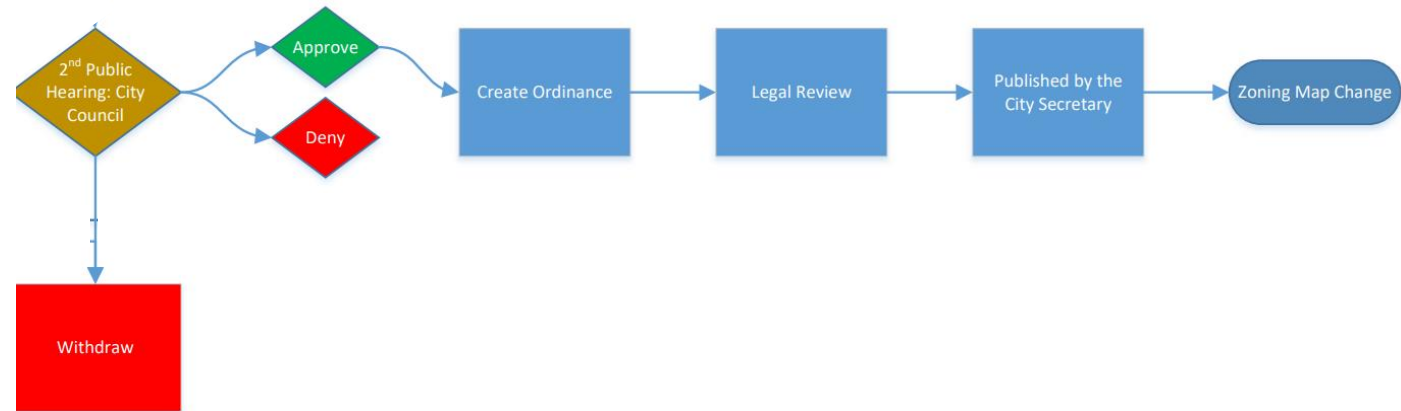 2nd Public
Hearing: City
Council
Approve
Deny
Create Ordinance
Legal Review
Published by the
City Secretary
Zoning Map Change
Withdraw